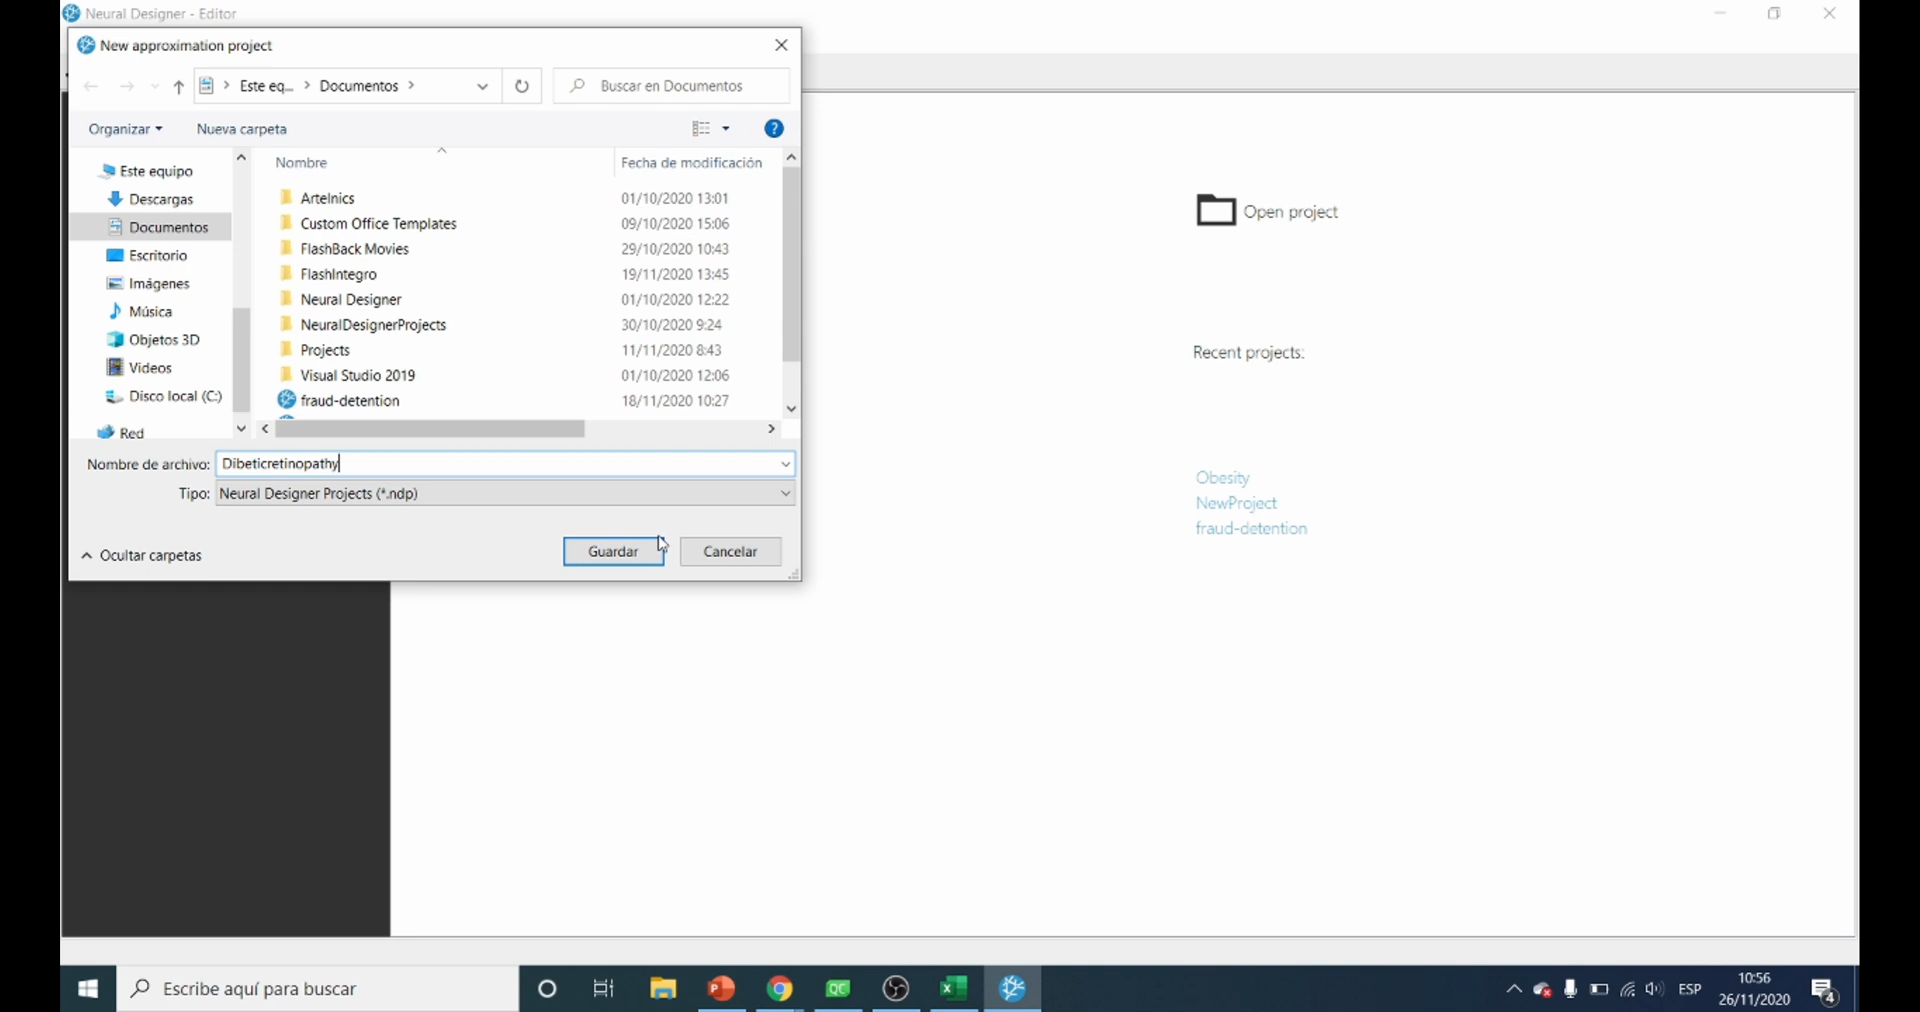 Neural Designer - Editor
New approximation project
Este eq... Documentos
Buscar en Documentos
Organizar
Nueva carpeta
?
Nombre
Fecha de modificación
Este equipo
Descargas
Documentos
Escritorio
Imágenes
Música
Objetos 3D
Videos
Disco local (C:)
Red
Artelnics 01/10/2020 13:01
Custom Office Templates 09/10/2020 15:06
FlashBack Movies 29/10/2020 10:43
FlashIntegro 19/11/2020 13:45
Neural Designer 01/10/2020 12:22
NeuralDesignerProjects 30/10/2020 9:24
Projects 11/11/2020 8:43
Visual Studio 2019 01/10/2020 12:06
fraud-detention 18/11/2020 10:27
Nombre de archivo: Dibeticretinopathy
Tipo: Neural Designer Projects (*.ndp)
Ocultar carpetas
Guardar
Cancelar
Open project
Recent projects:
Obesity
NewProject
fraud-detention
Escribe aquí para buscar
P
QC
X
ESP
10:56
26/11/2020
4